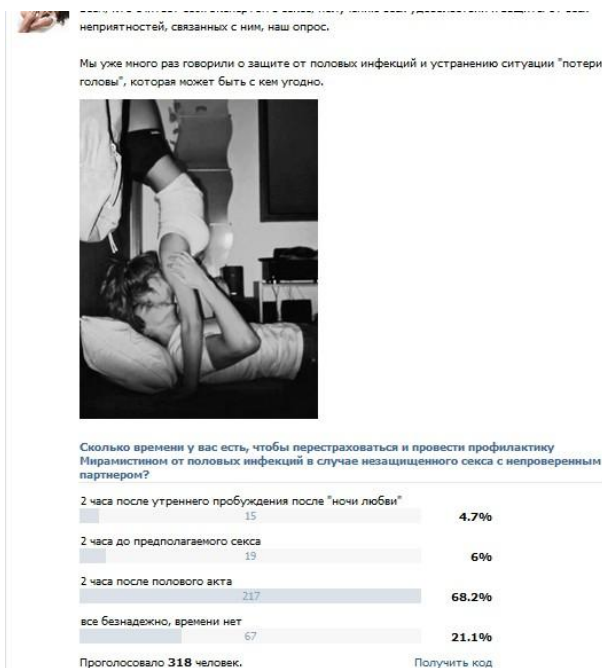 неприятностей, связанных с ним, наш опрос.
Мы уже много раз говорили о защите от половых инфекций и устранению ситуации "потери
головы", которая может быть с кем угодно.
Сколько времени у вас есть, чтобы перестраховаться и провести профилактику
Мирамистином от половых инфекций в случае незащищенного секса с непроверенным
партнером?
2 часа после утреннего пробуждения после "ночи любви"
15 4.7%
2 часа до предполагаемого секса
19 6%
2 часа после полового акта
217 68.2%
все безнадежно, времени нет
67 21.1%
Проголосовало 318 человек. Получить код